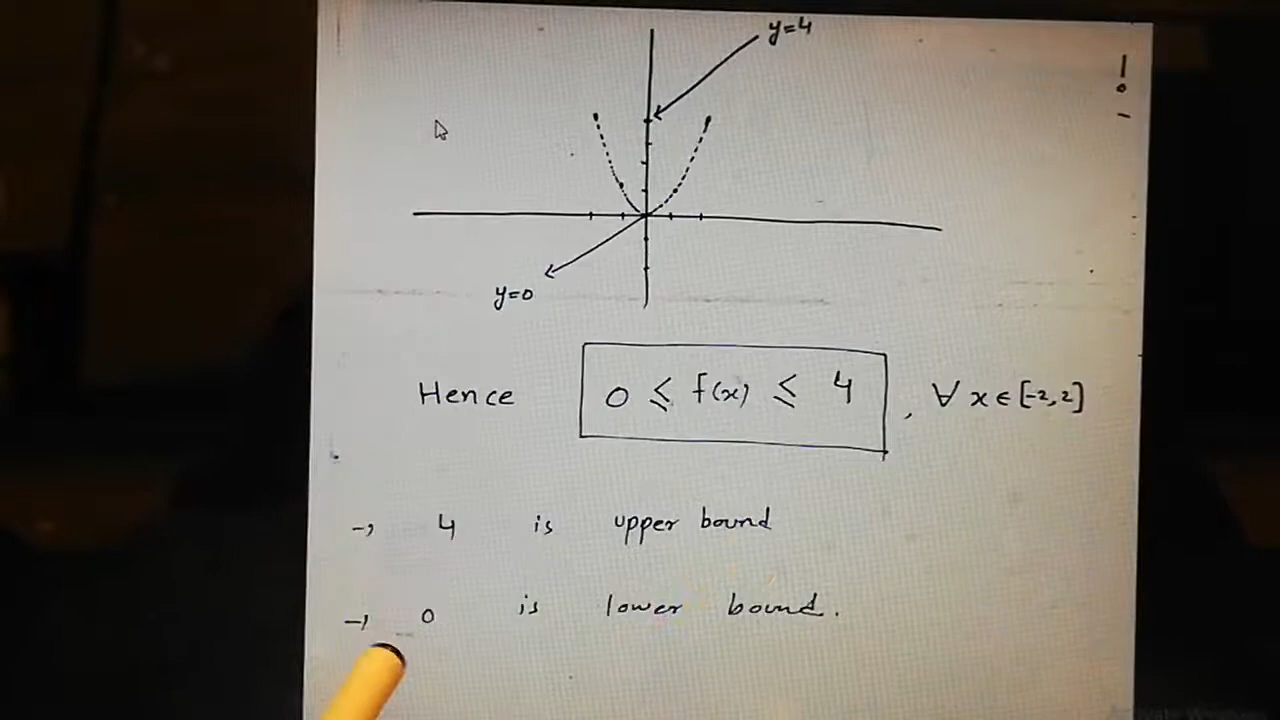 y=4
y=0
Hence 0 ≤ f(x) ≤ 4 , ∀ x ∈ [-2,2]
→ 4 is upper bound
→ 0 is lower bound.